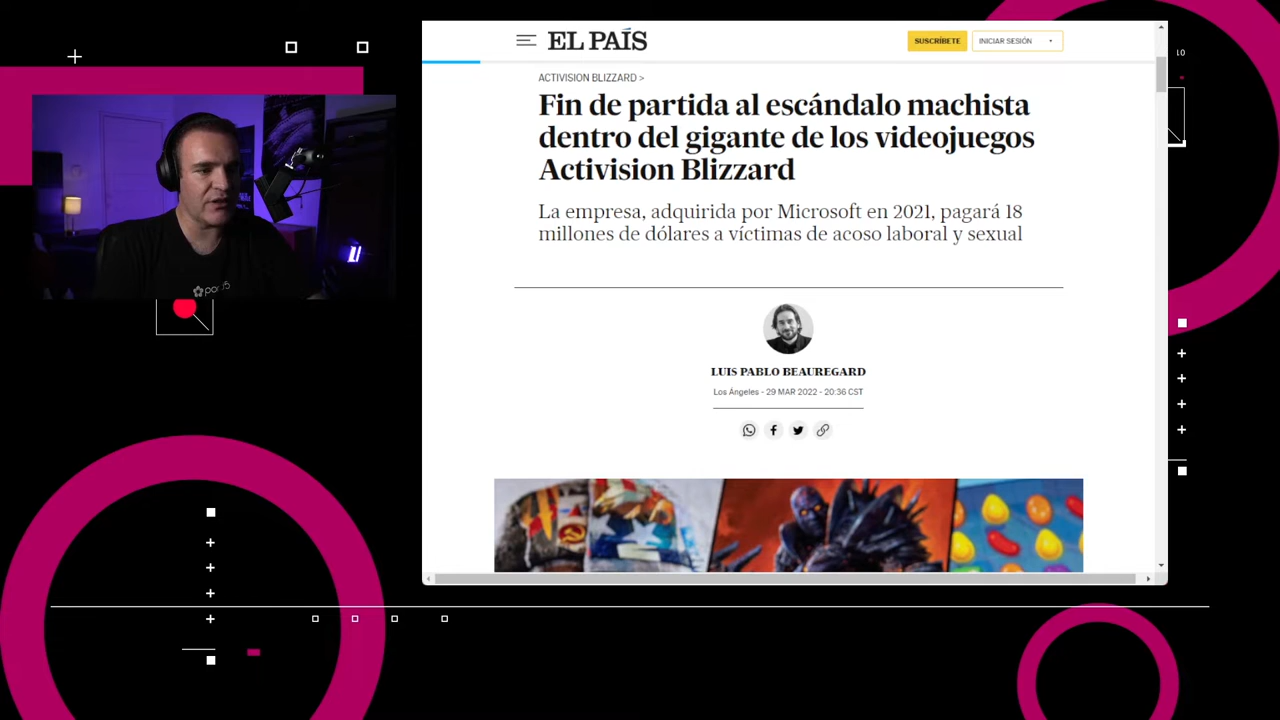 EL PAÍS
SUSCRÍBETE
INICIAR SESIÓN
ACTIVISION BLIZZARD >
Fin de partida al escándalo machista
dentro del gigante de los videojuegos
Activision Blizzard
La empresa, adquirida por Microsoft en 2021, pagará 18
millones de dólares a víctimas de acoso laboral y sexual
LUIS PABLO BEAUREGARD
Los Ángeles - 29 MAR 2022 - 20:36 CST
10